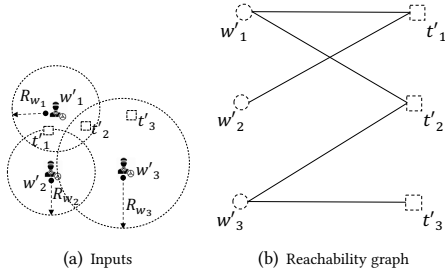 R_{w_1}
w'_1
t'_1
t'_2
t'_3
w'_2
R_{w_2}
w'_3
R_{w_3}
(a) Inputs
w'_1
t'_1
w'_2
t'_2
w'_3
t'_3
(b) Reachability graph